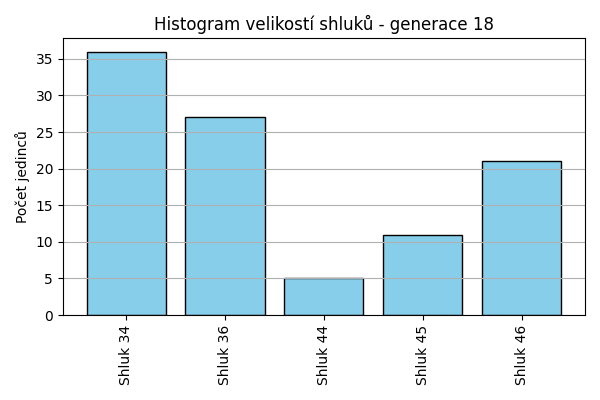 Histogram velikostí shluků - generace 18
Počet jedinců
35
30
25
20
15
10
5
0
Shluk 34
Shluk 36
Shluk 44
Shluk 45
Shluk 46